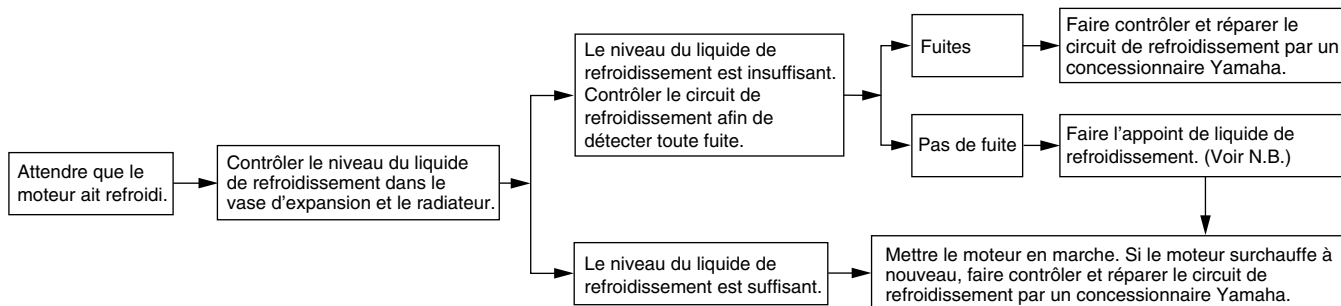 Attendre que le
moteur ait refroidi.
Contrôler le niveau du liquide
de refroidissement dans le
vase d'expansion et le radiateur.
Le niveau du liquide de
refroidissement est insuffisant.
Contrôler le circuit de
refroidissement afin de
détecter toute fuite.
Fuites
Faire contrôler et réparer le
circuit de refroidissement par un
concessionnaire Yamaha.
Pas de fuite
Faire l'appoint de liquide de
refroidissement. (Voir N.B.)
Le niveau du liquide de
refroidissement est suffisant.
Mettre le moteur en marche. Si le moteur surchauffe à
nouveau, faire contrôler et réparer le circuit de
refroidissement par un concessionnaire Yamaha.